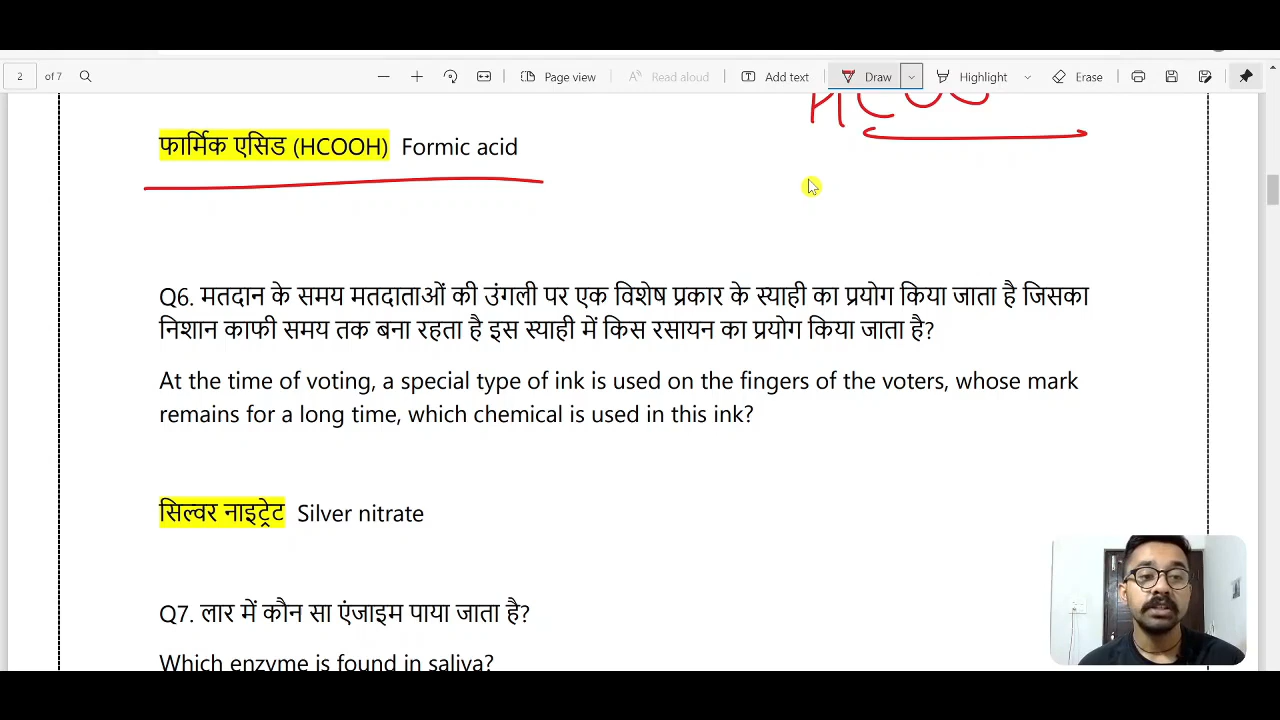 2 of 7 Page view Read aloud Add text Draw Highlight Erase
HCOO
फार्मिक एसिड (HCOOH) Formic acid
Q6. मतदान के समय मतदाताओं की उंगली पर एक विशेष प्रकार के स्याही का प्रयोग किया जाता है जिसका
निशान काफी समय तक बना रहता है इस स्याही में किस रसायन का प्रयोग किया जाता है?
At the time of voting, a special type of ink is used on the fingers of the voters, whose mark
remains for a long time, which chemical is used in this ink?
सिल्वर नाइट्रेट Silver nitrate
Q7. लार में कौन सा एंजाइम पाया जाता है?
Which enzyme is found in saliva?